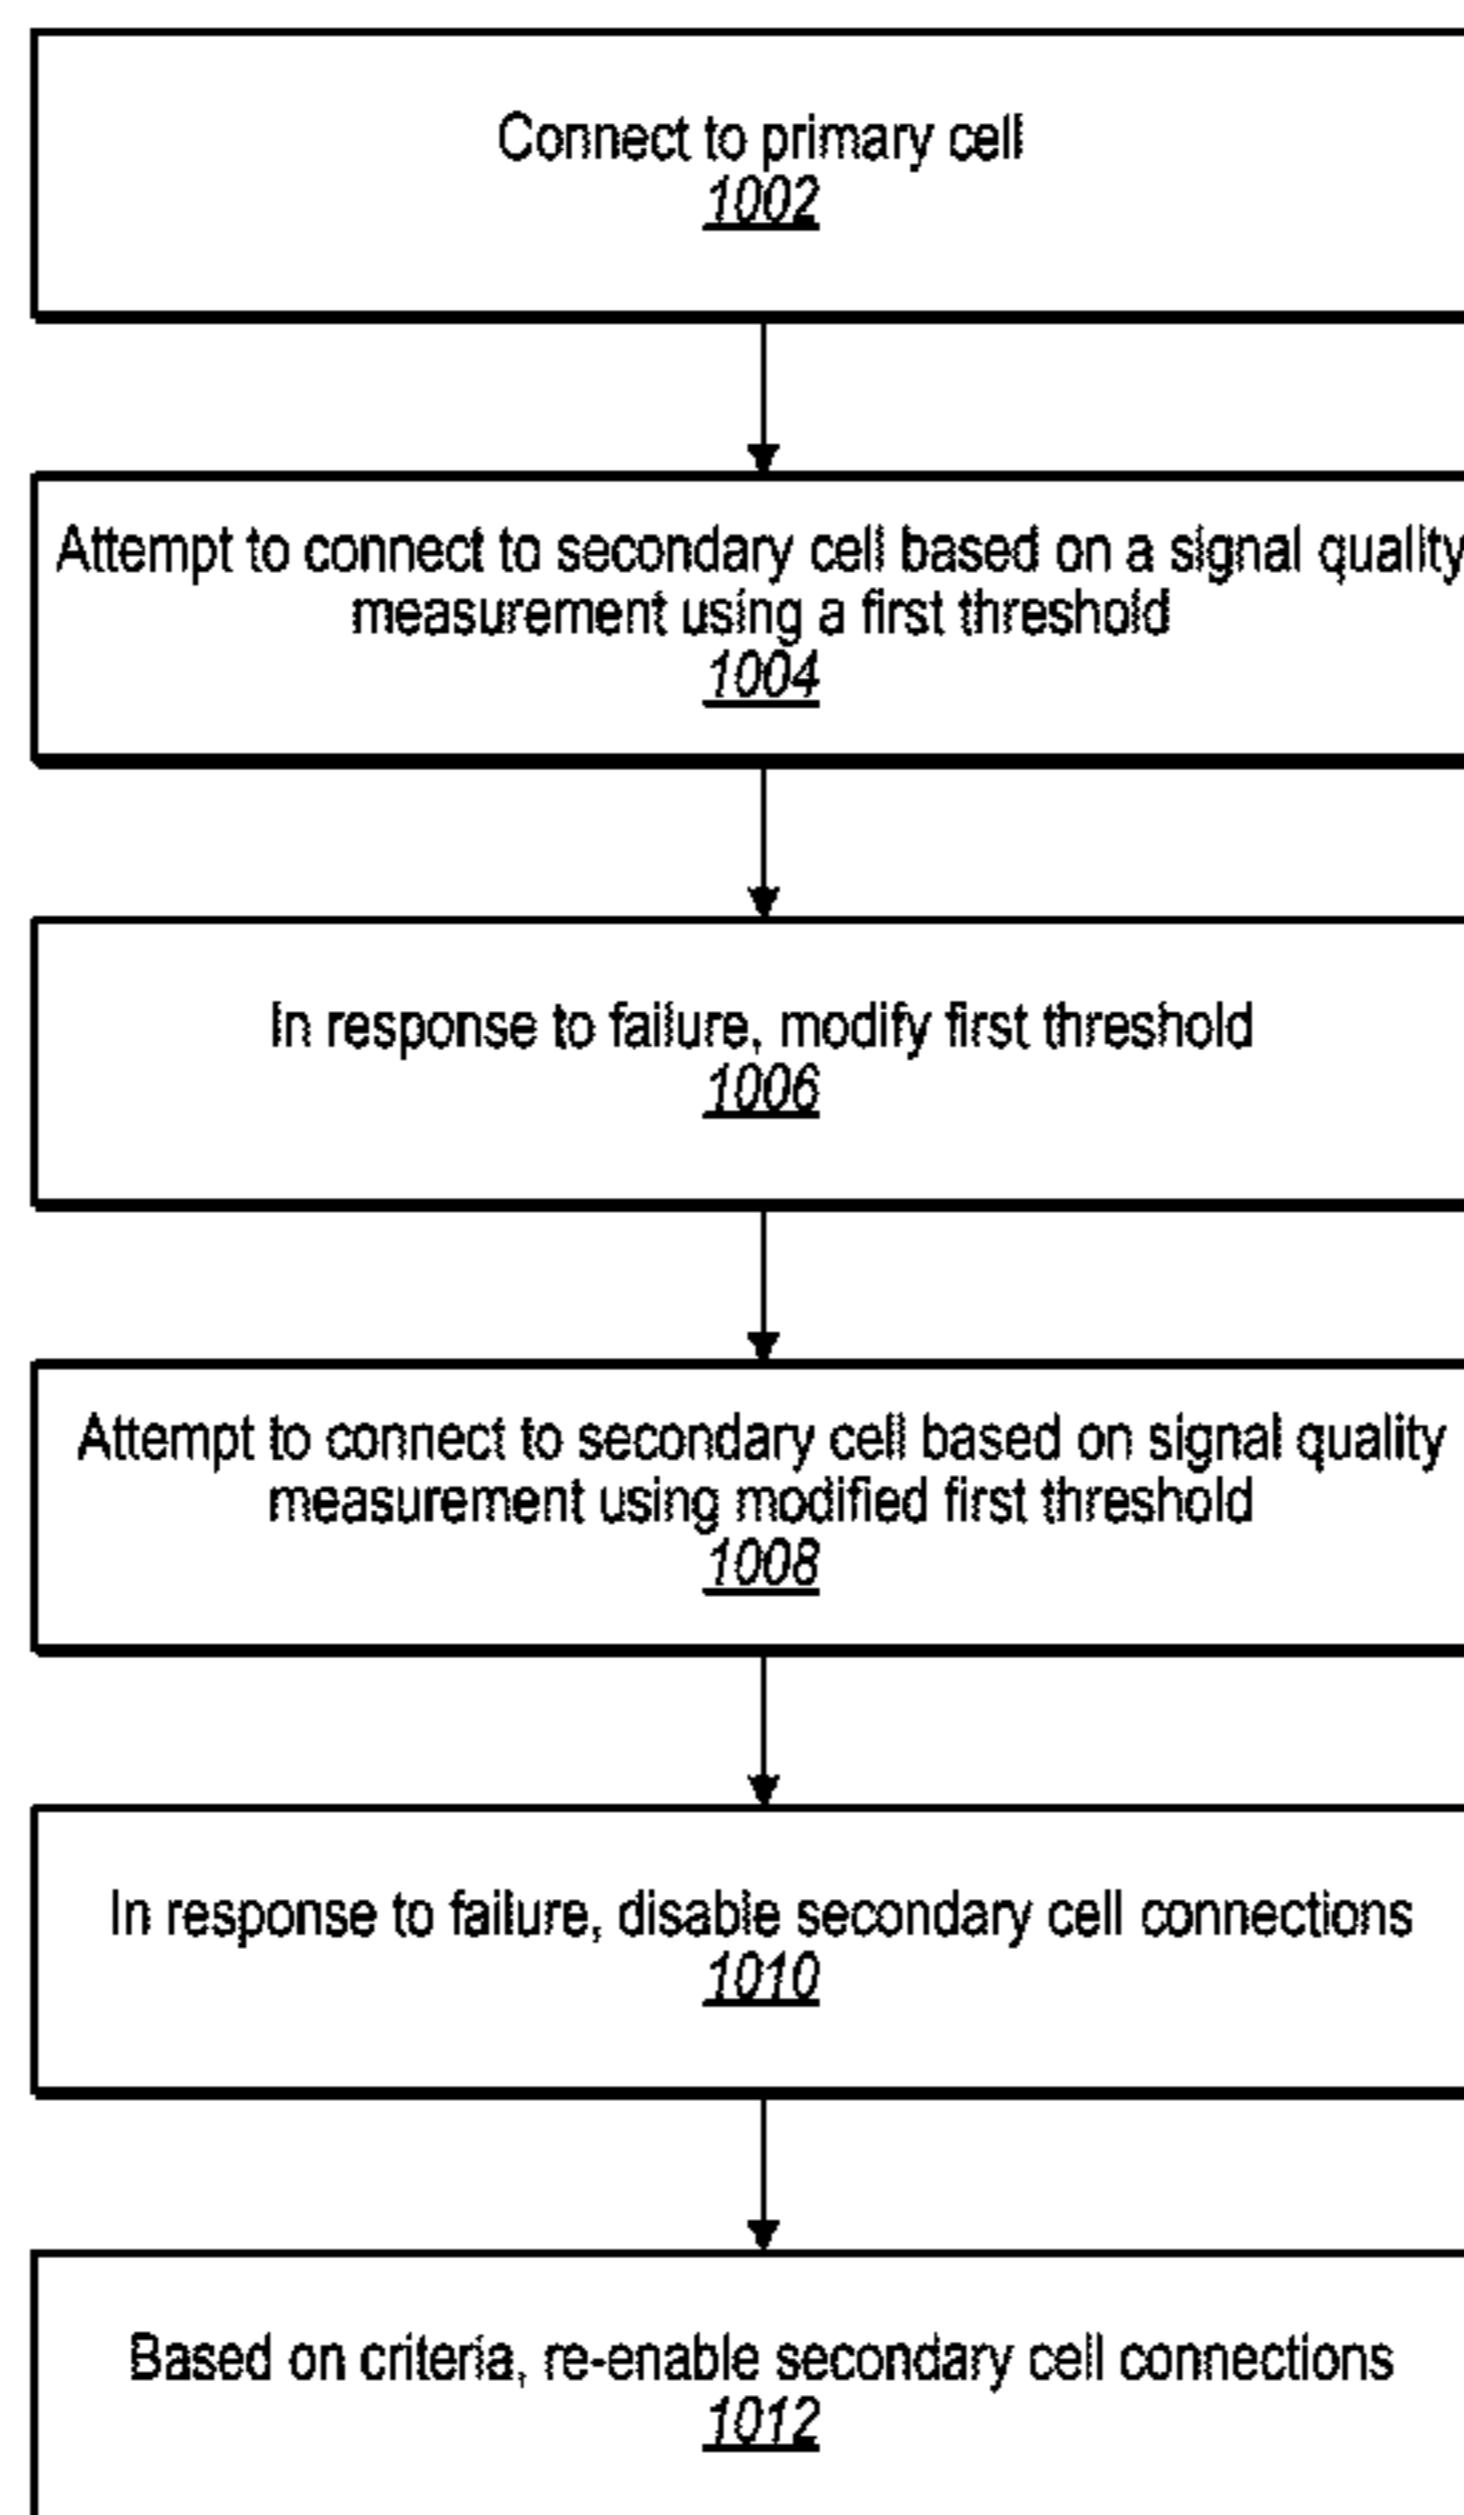 Connect to primary cell
1002
Attempt to connect to secondary cell based on a signal quality
measurement using a first threshold
1004
In response to failure, modify first threshold
1006
Attempt to connect to secondary cell based on signal quality
measurement using modified first threshold
1008
In response to failure, disable secondary cell connections
1010
Based on criteria, re-enable secondary cell connections
1012